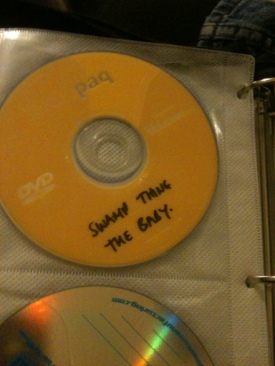 paq
DVD
SWAMP THING
THE BABY.